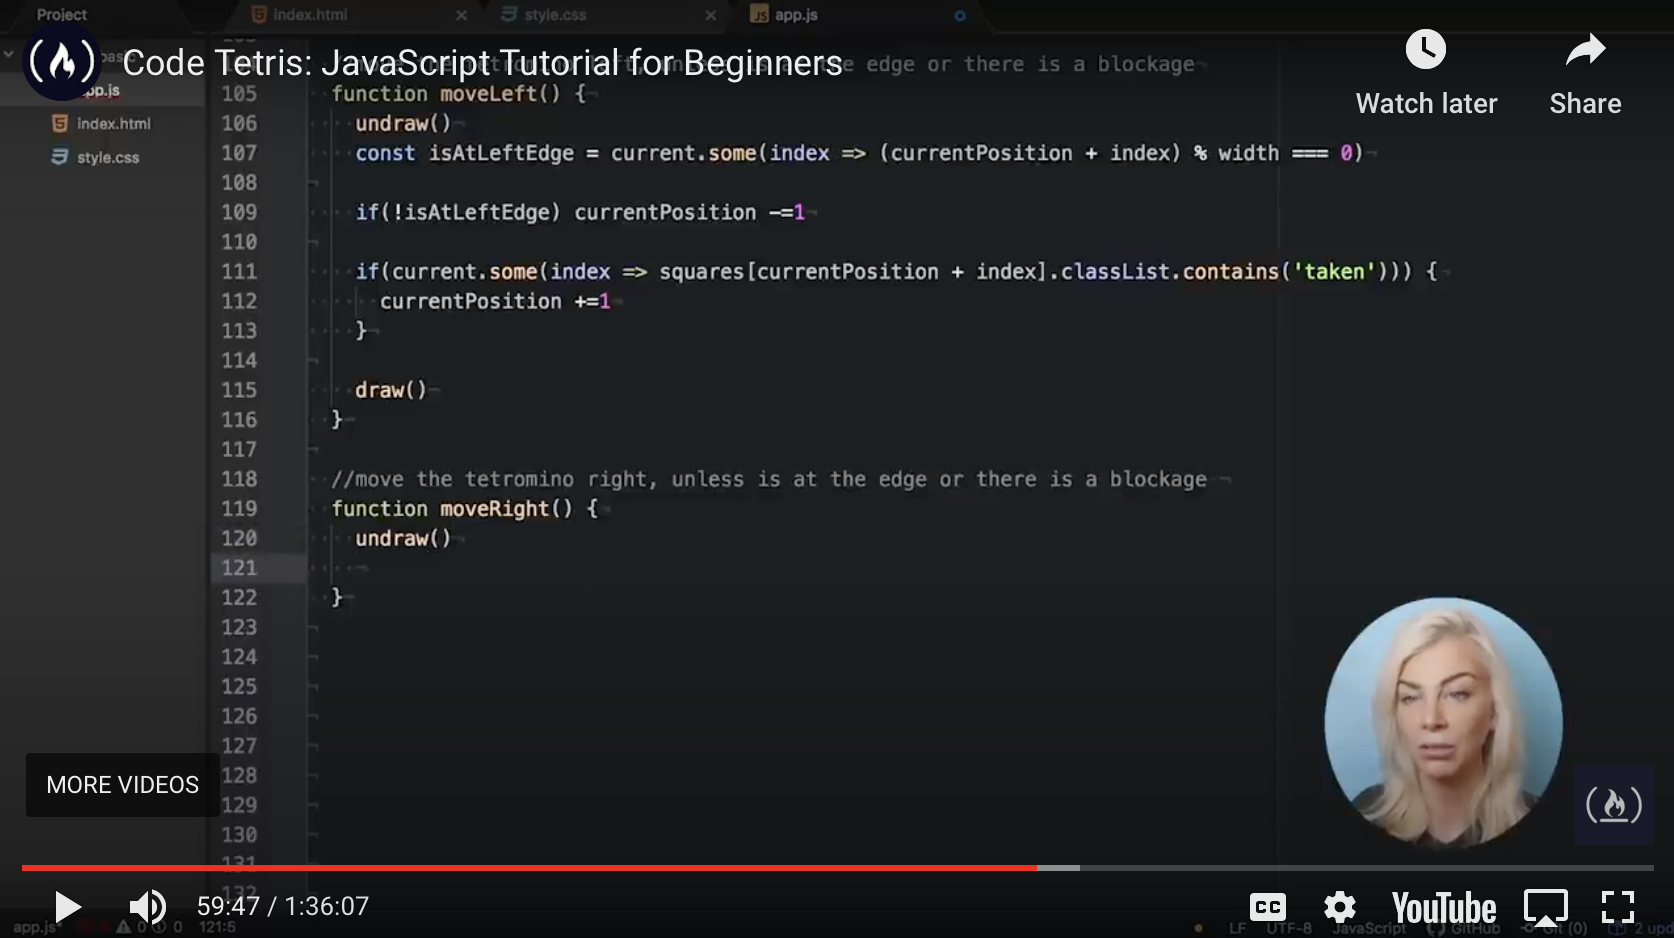 Project
index.html
style.css
app.js
Code Tetris: JavaScript Tutorial for Beginners
edge or there is a blockage
Watch later
Share
index.html
style.css
105 function moveLeft() {
106 undraw()
107 const isAtLeftEdge = current.some(index => (currentPosition + index) % width === 0)
108
109 if(!isAtLeftEdge) currentPosition -=1
110
111 if(current.some(index => squares[currentPosition + index].classList.contains('taken'))) {
112 currentPosition +=1
113 }
114
115 draw()
116 }
117
118 //move the tetromino right, unless is at the edge or there is a blockage
119 function moveRight() {
120 undraw()
121
122 }
123
124
125
126
127
128
129
130
131
132
MORE VIDEOS
59:47 / 1:36:07
CC
YouTube
app.js*
0
0
121:5
LF
UTF-8
JavaScript
GitHub
Git (0)
2 upd